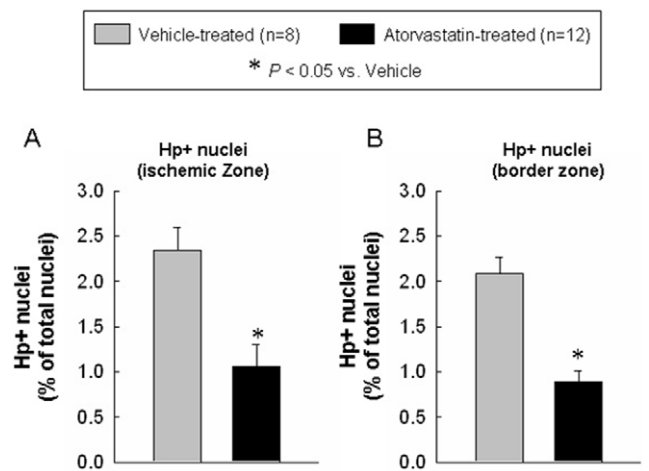 Vehicle-treated (n=8) Atorvastatin-treated (n=12)
* P < 0.05 vs. Vehicle
A
Hp+ nuclei
(ischemic Zone)
Hp+ nuclei
(% of total nuclei)
3.0
2.5
2.0
1.5
1.0
0.5
0.0
*
B
Hp+ nuclei
(border zone)
Hp+ nuclei
(% of total nuclei)
3.0
2.5
2.0
1.5
1.0
0.5
0.0
*